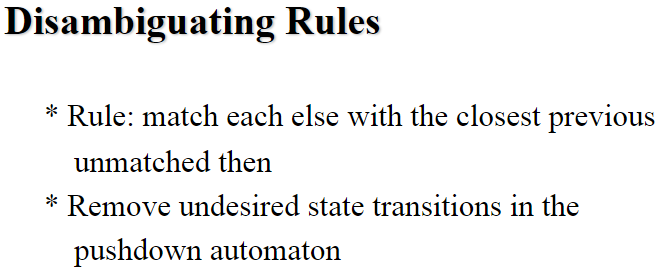 Disambiguating Rules
* Rule: match each else with the closest previous
unmatched then
* Remove undesired state transitions in the
pushdown automaton